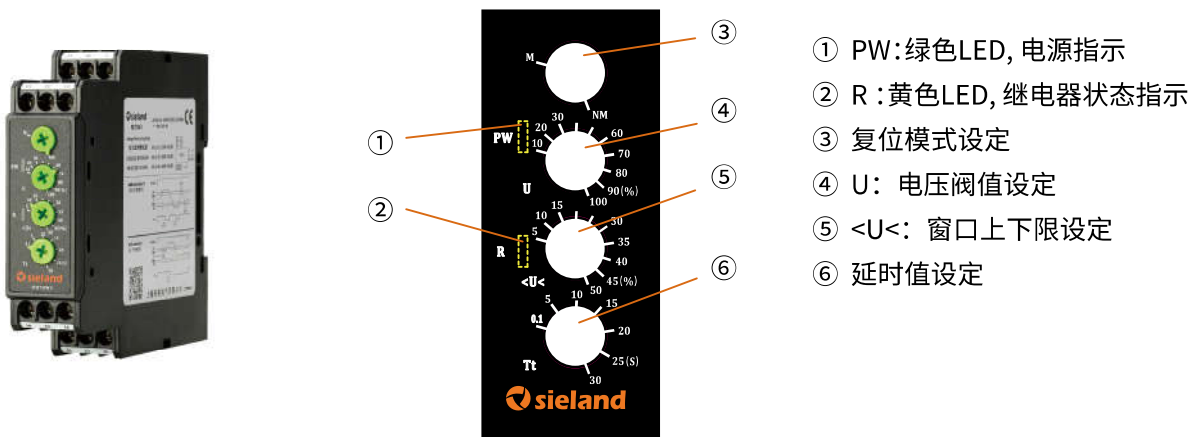 sieland
CE
sieland
M
NM
PW
10
20
30
60
70
80
90(%)
100
U
R
5
10
15
30
35
40
45(%)
50
<U<
0.1
5
10
15
20
25(S)
30
Tt
sieland
①
②
③
④
⑤
⑥
① PW:绿色LED, 电源指示
② R :黄色LED, 继电器状态指示
③ 复位模式设定
④ U: 电压阀值设定
⑤ <U<: 窗口上下限设定
⑥ 延时值设定